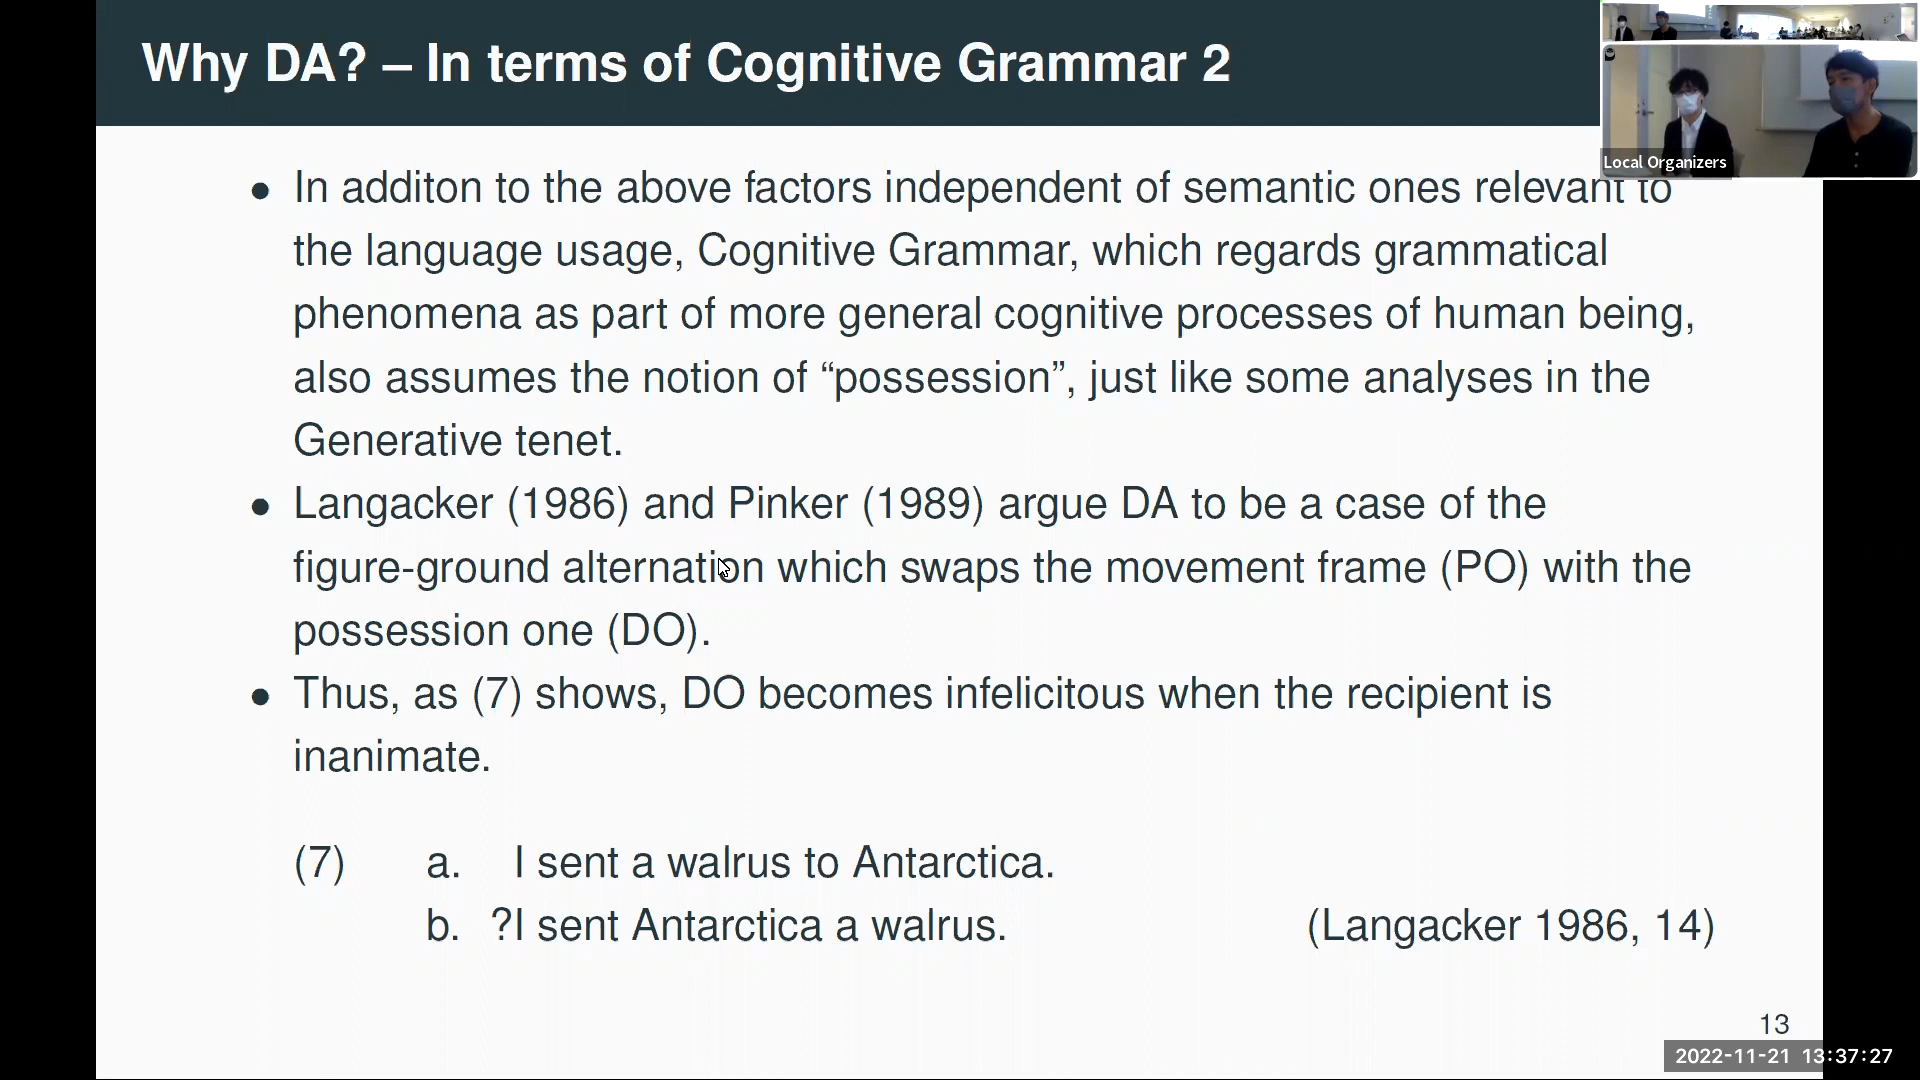 Why DA? – In terms of Cognitive Grammar 2
Local Organizers
• In additon to the above factors independent of semantic ones relevant to
the language usage, Cognitive Grammar, which regards grammatical
phenomena as part of more general cognitive processes of human being,
also assumes the notion of “possession”, just like some analyses in the
Generative tenet.
• Langacker (1986) and Pinker (1989) argue DA to be a case of the
figure-ground alternation which swaps the movement frame (PO) with the
possession one (DO).
• Thus, as (7) shows, DO becomes infelicitous when the recipient is
inanimate.
(7) a. I sent a walrus to Antarctica.
b. ?I sent Antarctica a walrus. (Langacker 1986, 14)
13
2022-11-21 13:37:27